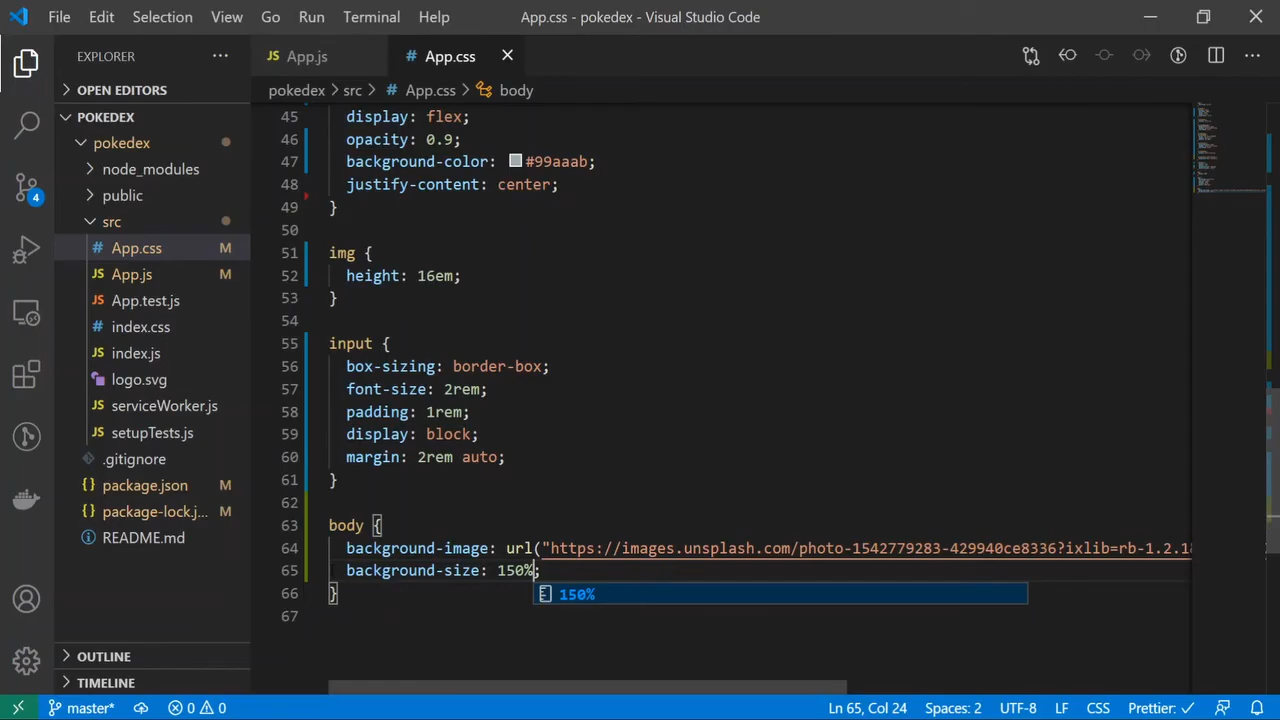 File Edit Selection View Go Run Terminal Help App.css - pokedex - Visual Studio Code
EXPLORER
OPEN EDITORS
POKEDEX
pokedex
node_modules
public
src
App.css M
App.js M
App.test.js
index.css
index.js
logo.svg
serviceWorker.js
setupTests.js
.gitignore
package.json M
package-lock.j... M
README.md
OUTLINE
TIMELINE
4
App.js App.css
pokedex > src > App.css > body
45 display: flex;
46 opacity: 0.9;
47 background-color: #99aaab;
48 justify-content: center;
49 }
50
51 img {
52 height: 16em;
53 }
54
55 input {
56 box-sizing: border-box;
57 font-size: 2rem;
58 padding: 1rem;
59 display: block;
60 margin: 2rem auto;
61 }
62
63 body {
64 background-image: url("https://images.unsplash.com/photo-1542779283-429940ce8336?ixlib=rb-1.2.1&
65 background-size: 150%;
66 }
150%
67
master* 0 0 Ln 65, Col 24 Spaces: 2 UTF-8 LF CSS Prettier: ✓